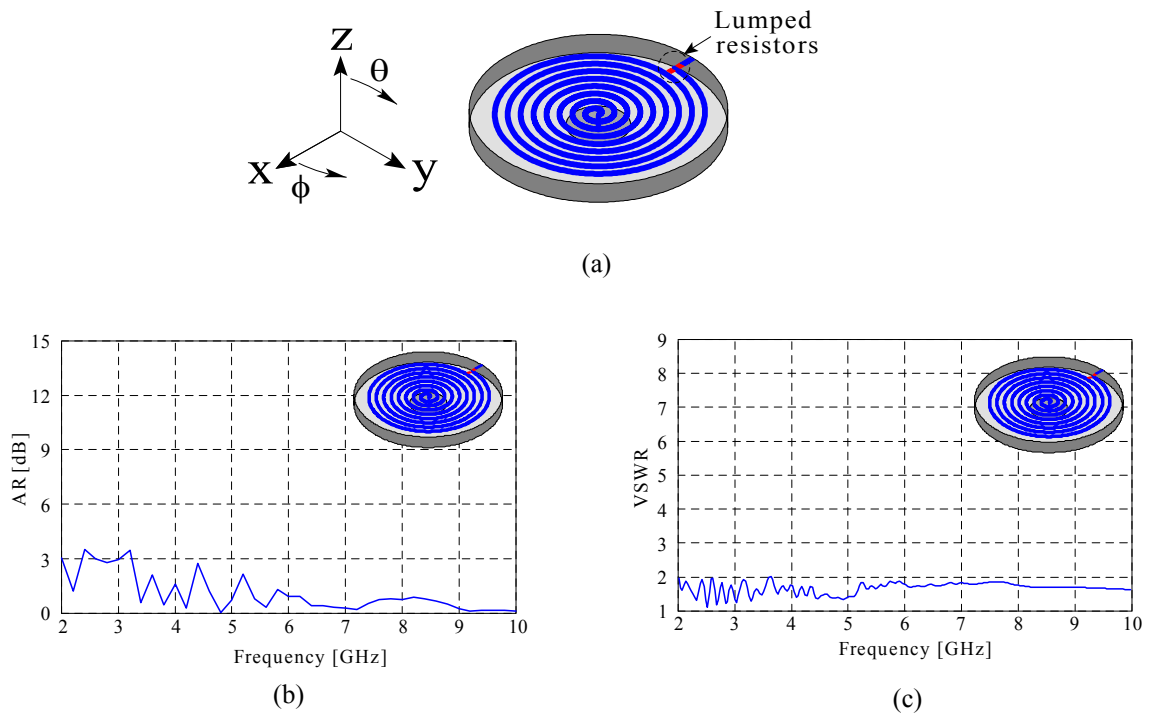 Lumped
resistors
z
θ
x
ϕ
y
(a)
15
12
9
6
3
0
AR [dB]
2 3 4 5 6 7 8 9 10
Frequency [GHz]
(b)
9
8
7
6
5
4
3
2
1
VSWR
2 3 4 5 6 7 8 9 10
Frequency [GHz]
(c)